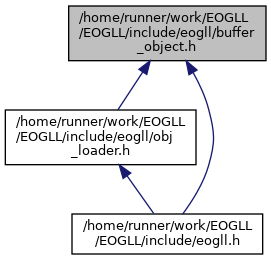 /home/runner/work/EOGLL
/EOGLL/include/eogll/buffer
_object.h
/home/runner/work/EOGLL
/EOGLL/include/eogll/obj
_loader.h
/home/runner/work/EOGLL
/EOGLL/include/eogll.h